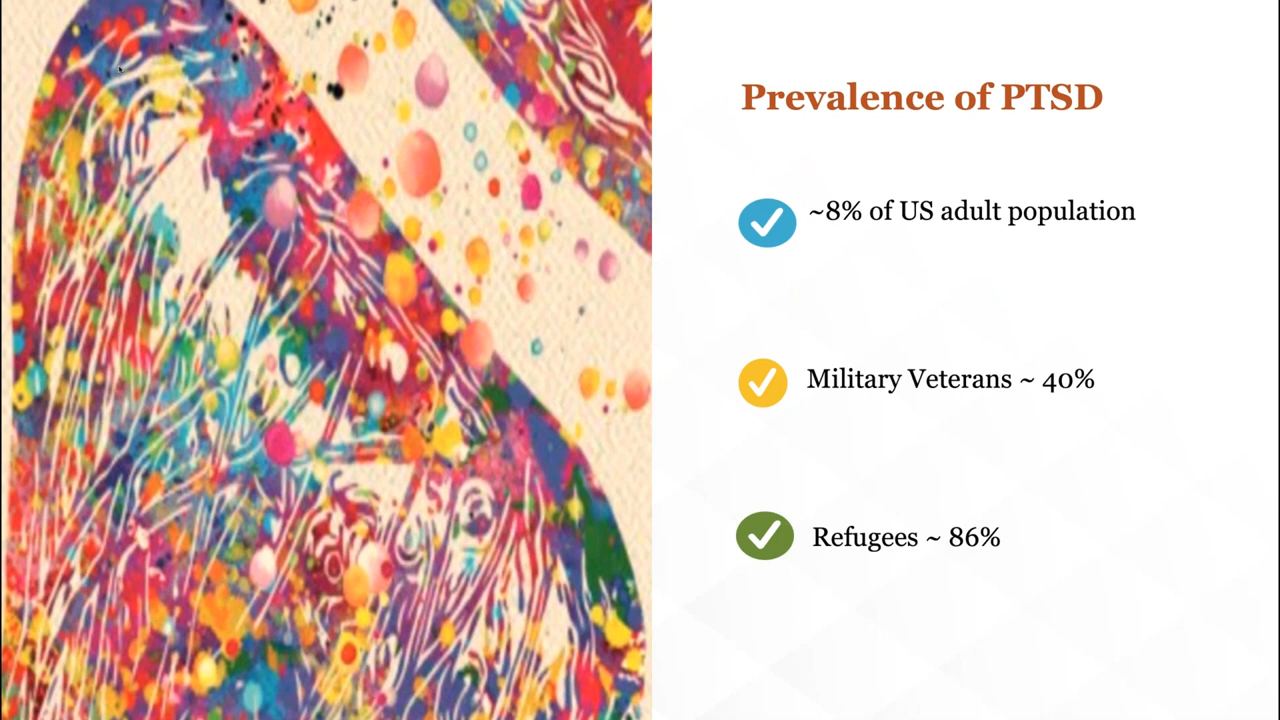 Prevalence of PTSD
~8% of US adult population
Military Veterans ~ 40%
Refugees ~ 86%